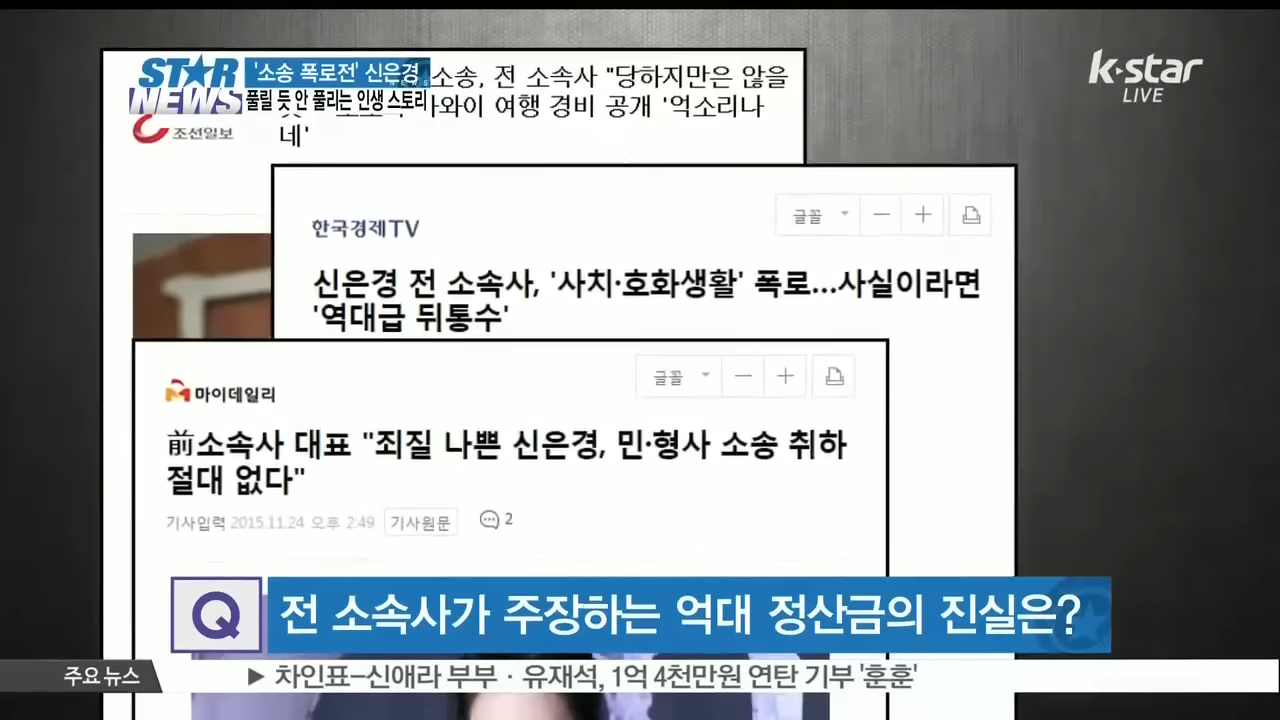 STAR NEWS
'소송 폭로전' 신은경
풀릴 듯 안 풀리는 인생 스토리
k·star
LIVE
소송, 전 소속사 "당하지만은 않을
하와이 여행 경비 공개 '억소리나
네'
조선일보
한국경제TV
글꼴
신은경 전 소속사, '사치·호화생활' 폭로...사실이라면
'역대급 뒤통수'
글꼴
마이데일리
前소속사 대표 "죄질 나쁜 신은경, 민·형사 소송 취하
절대 없다"
기사입력 2015.11.24 오후 2:49 기사원문 2
Q 전 소속사가 주장하는 억대 정산금의 진실은?
주요뉴스 ▶ 차인표-신애라 부부 · 유재석, 1억 4천만원 연탄 기부 '훈훈'